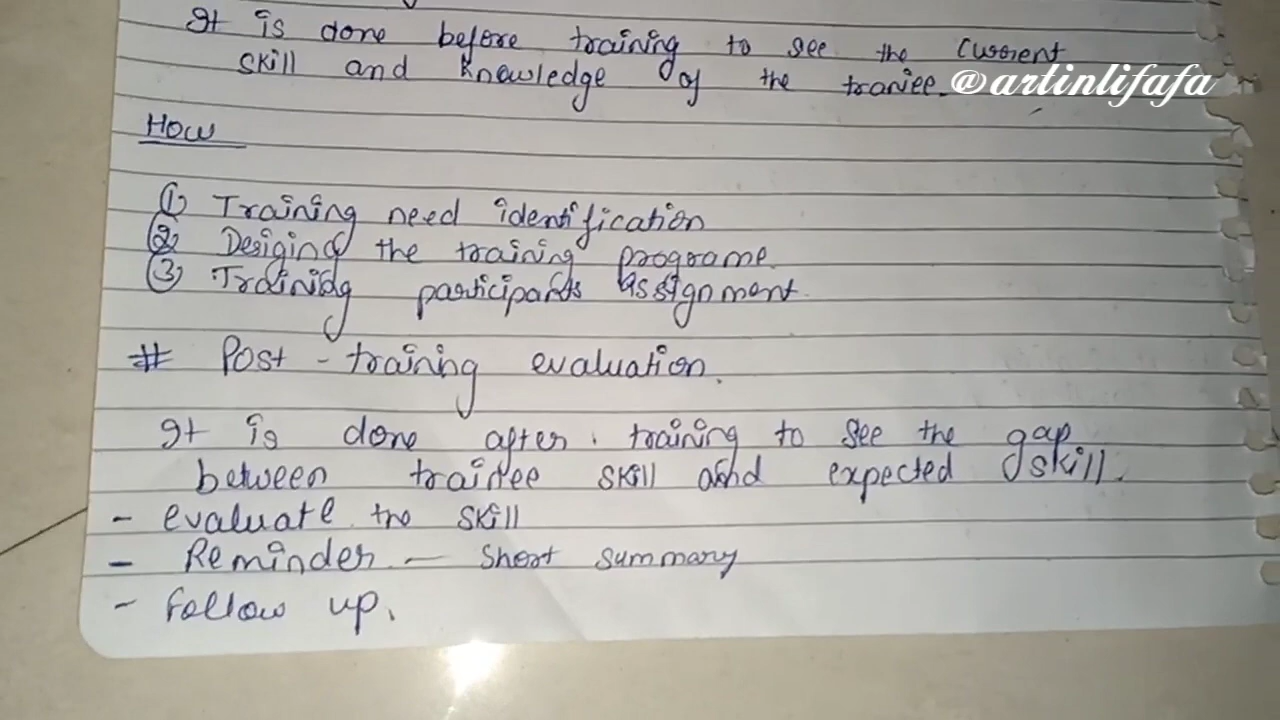 It is done before training to see the current
skill and knowledge of the traniee. @artinlifafa
How
① Training need identification
② Desiging the training programe
③ Training participants assignment.
# Post - training evaluation.
It is done after training to see the gap
between trainee skill and expected skill.
- evaluate the skill
- Reminder - Short summary
- follow up.